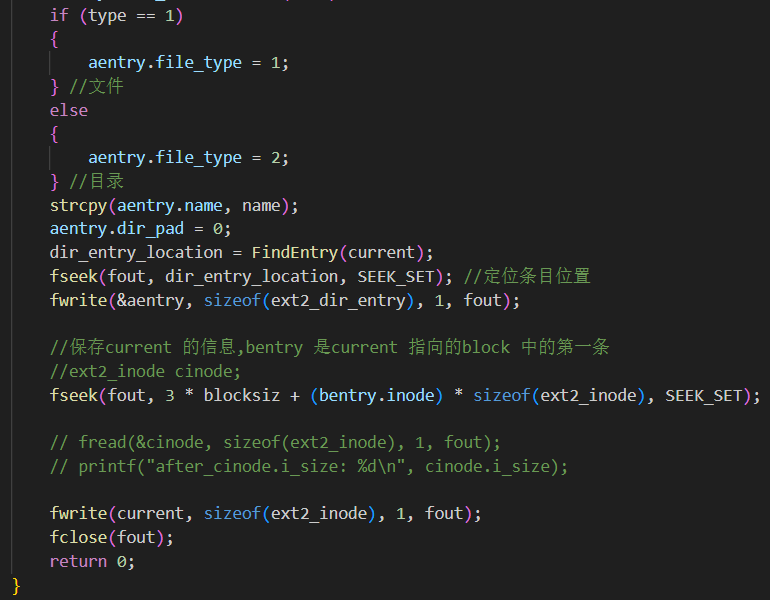 if (type == 1)
{
aentry.file_type = 1;
} //文件
else
{
aentry.file_type = 2;
} //目录
strcpy(aentry.name, name);
aentry.dir_pad = 0;
dir_entry_location = FindEntry(current);
fseek(fout, dir_entry_location, SEEK_SET); //定位条目位置
fwrite(&aentry, sizeof(ext2_dir_entry), 1, fout);
//保存current 的信息,bentry 是current 指向的block 中的第一条
//ext2_inode cinode;
fseek(fout, 3 * blocksiz + (bentry.inode) * sizeof(ext2_inode), SEEK_SET);
// fread(&cinode, sizeof(ext2_inode), 1, fout);
// printf("after_cinode.i_size: %d\n", cinode.i_size);
fwrite(current, sizeof(ext2_inode), 1, fout);
fclose(fout);
return 0;
}